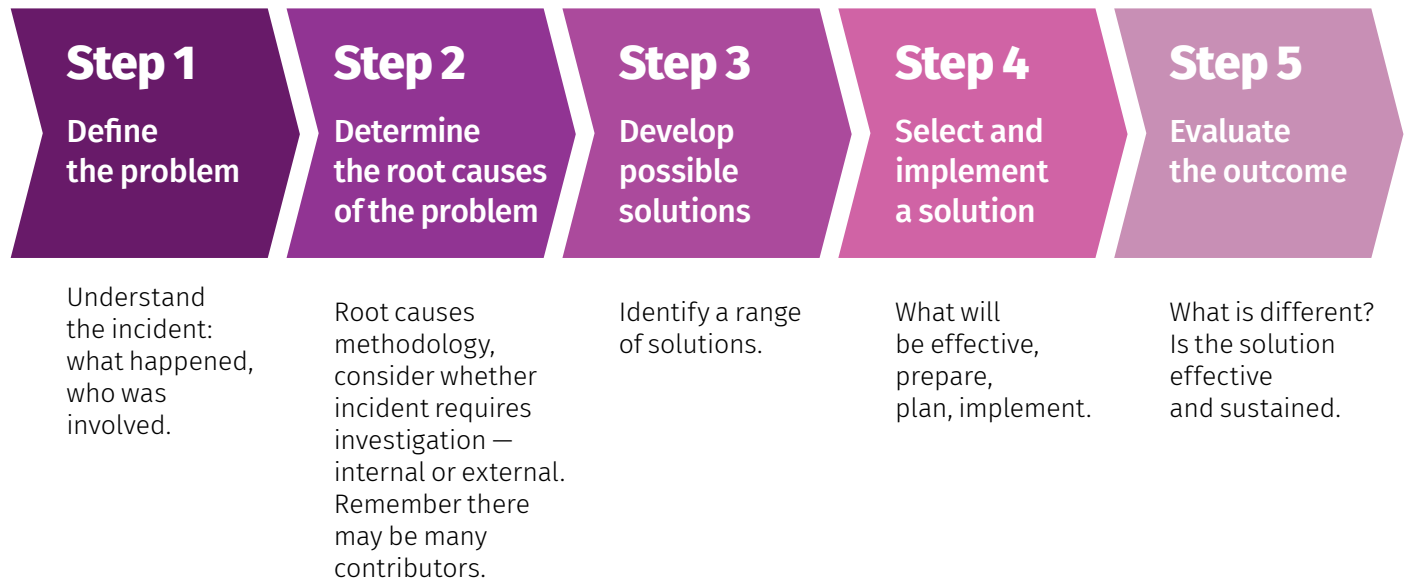 Step 1
Define
the problem
Understand
the incident:
what happened,
who was
involved.
Step 2
Determine
the root causes
of the problem
Root causes
methodology,
consider whether
incident requires
investigation —
internal or external.
Remember there
may be many
contributors.
Step 3
Develop
possible
solutions
Identify a range
of solutions.
Step 4
Select and
implement
a solution
What will
be effective,
prepare,
plan, implement.
Step 5
Evaluate
the outcome
What is different?
Is the solution
effective
and sustained.